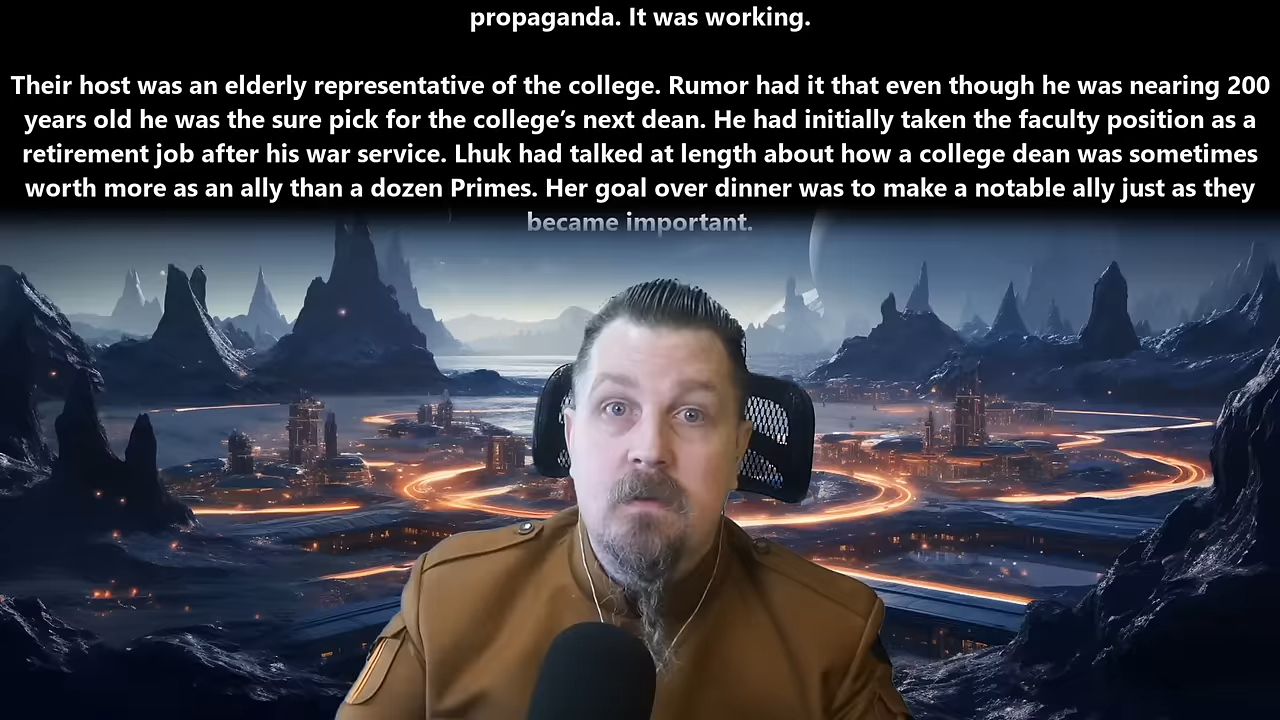 propaganda. It was working.
Their host was an elderly representative of the college. Rumor had it that even though he was nearing 200
years old he was the sure pick for the college’s next dean. He had initially taken the faculty position as a
retirement job after his war service. Lhuk had talked at length about how a college dean was sometimes
worth more as an ally than a dozen Primes. Her goal over dinner was to make a notable ally just as they
became important.